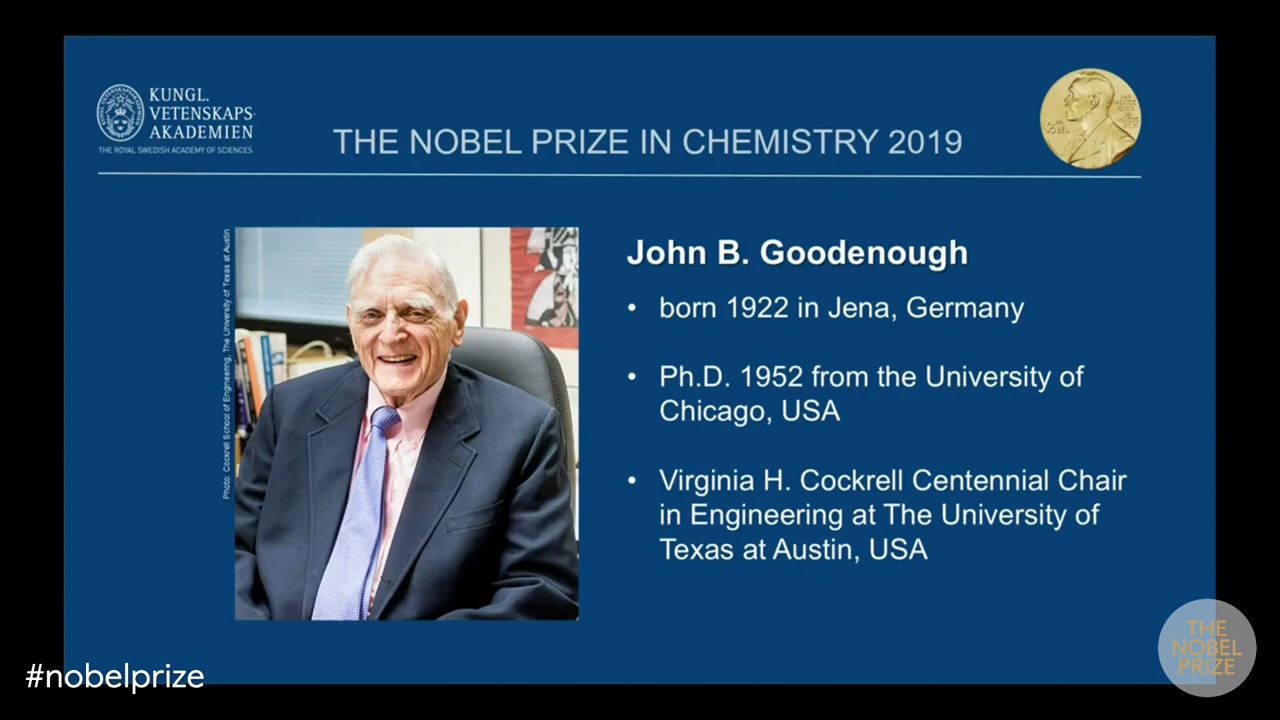 KUNGL.
VETENSKAPS-
AKADEMIEN
THE ROYAL SWEDISH ACADEMY OF SCIENCES
THE NOBEL PRIZE IN CHEMISTRY 2019
Photo: Cockrell School of Engineering, The University of Texas at Austin
John B. Goodenough
• born 1922 in Jena, Germany
• Ph.D. 1952 from the University of
Chicago, USA
• Virginia H. Cockrell Centennial Chair
in Engineering at The University of
Texas at Austin, USA
#nobelprize
THE
NOBEL
PRIZE